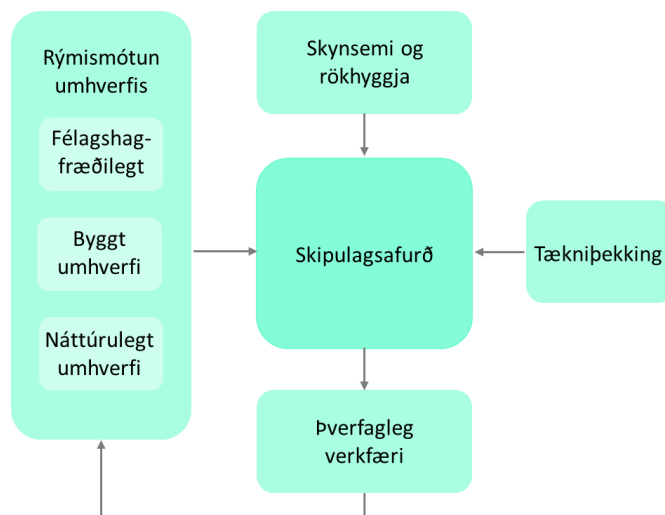 Rýmismótun
umhverfis
Félagshag-
fræðilegt
Byggt
umhverfi
Náttúrulegt
umhverfi
Skynsemi og
rökhyggja
Skipulagsafurð
Tækniþekking
Þverfagleg
verkfæri